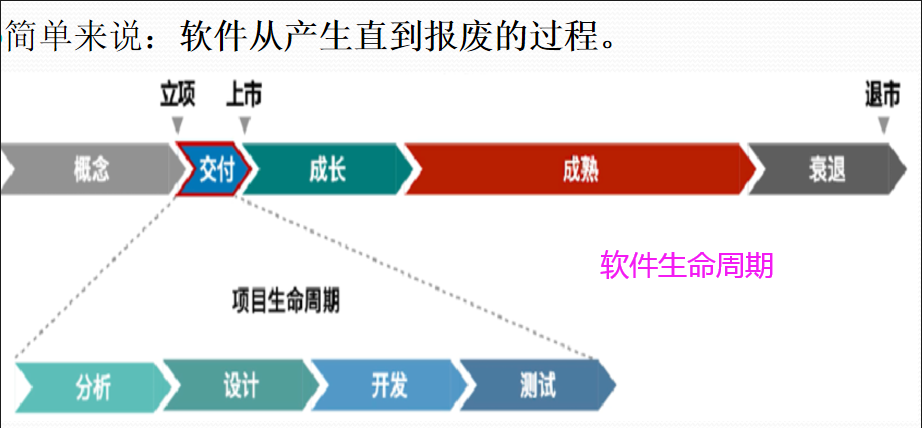 简单来说：软件从产生直到报废的过程。
立项 上市 退市
概念 交付 成长 成熟 衰退
软件生命周期
项目生命周期
分析 设计 开发 测试